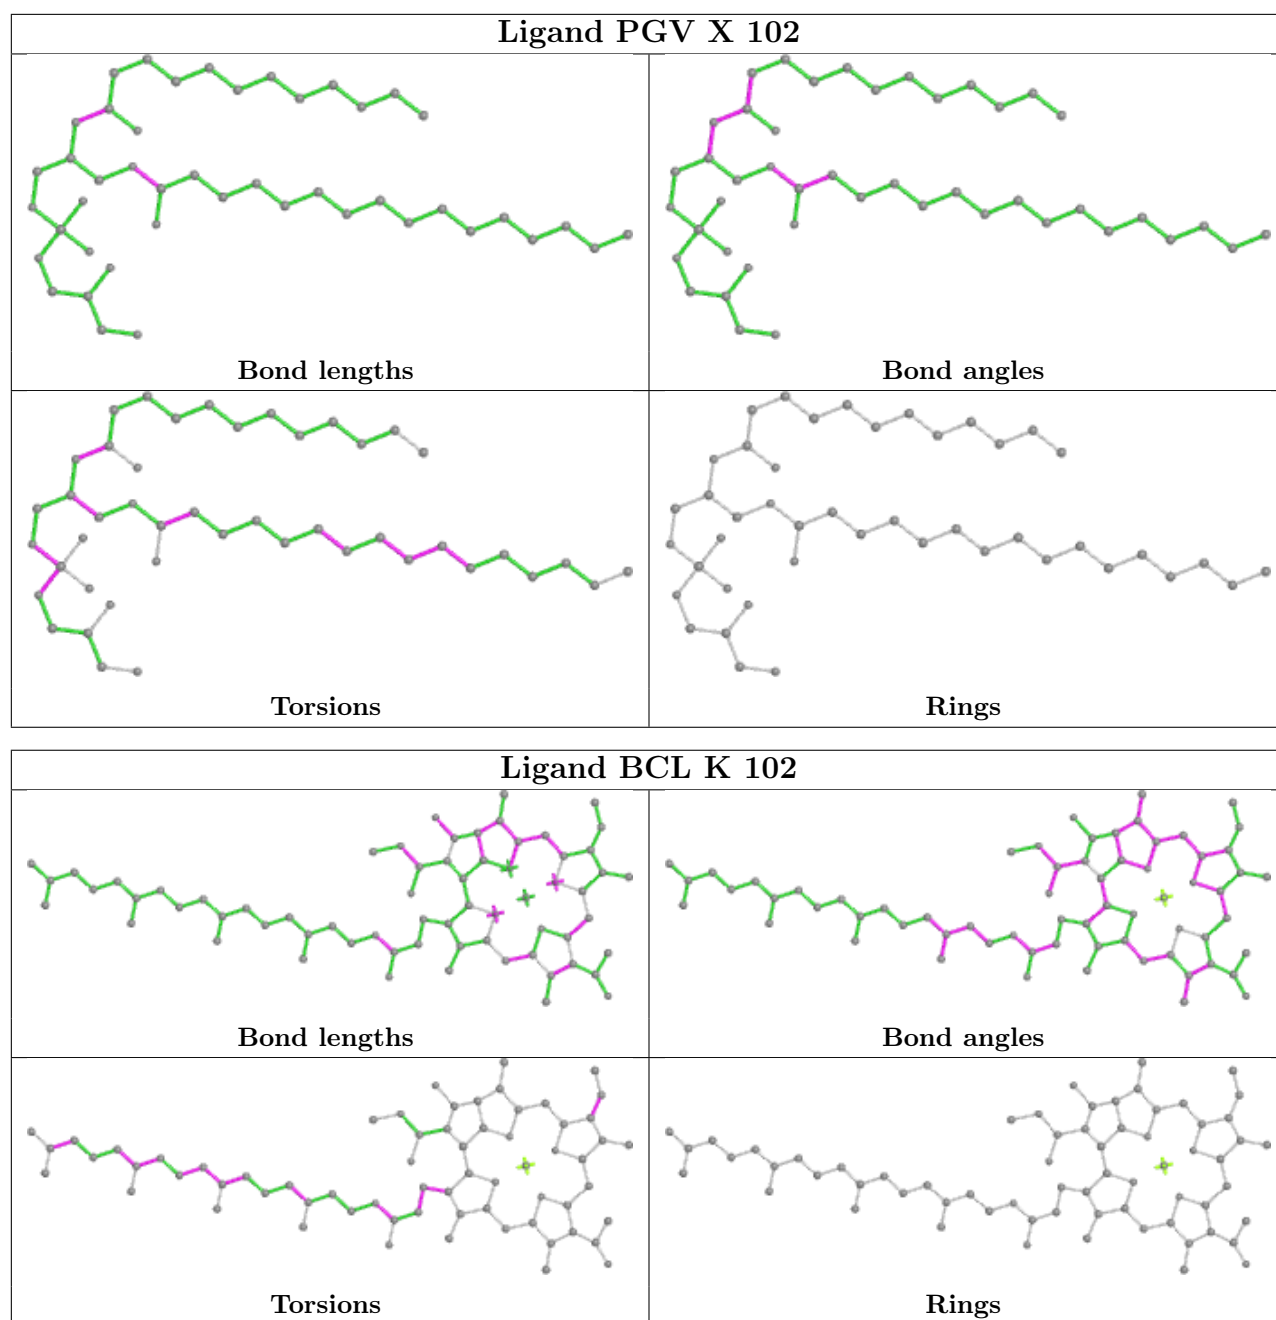 Ligand PGV X 102
Bond lengths
Bond angles
Torsions
Rings
Ligand BCL K 102
Bond lengths
Bond angles
Torsions
Rings